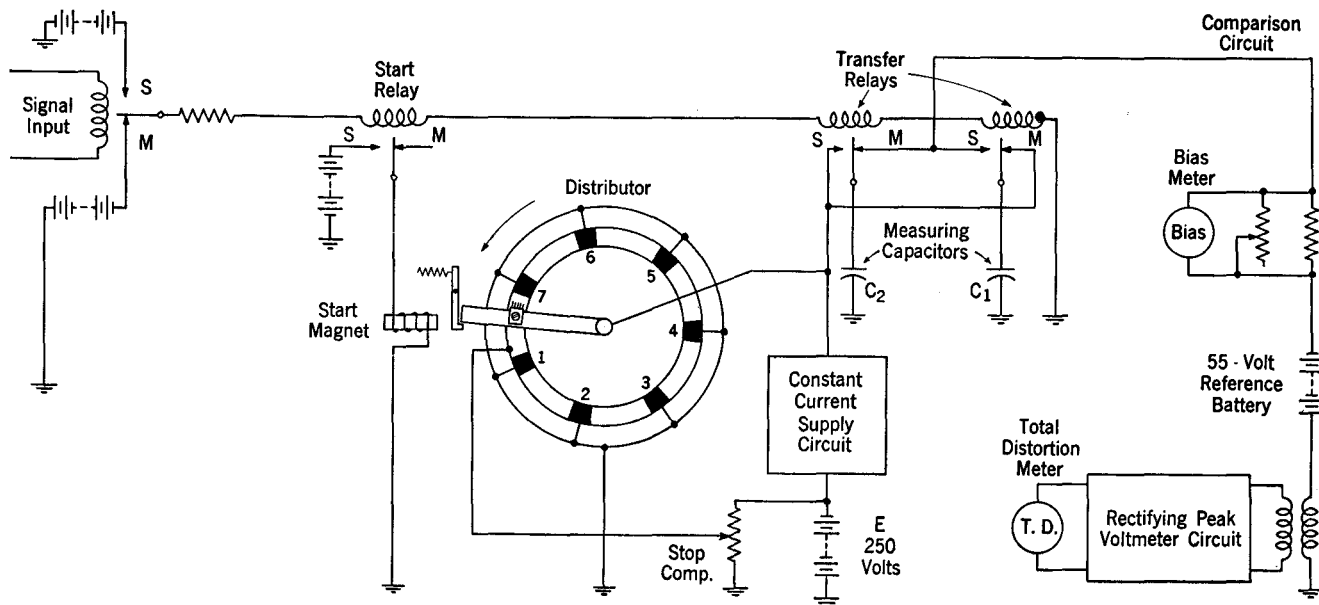 Comparison
Circuit
Start
Relay
Transfer
Relays
S
Signal
Input
M
S
M
S
M
S
M
Distributor
Bias
Meter
Bias
Measuring
Capacitors
C2
C1
Start
Magnet
6
5
7
4
1
2
3
Constant
Current
Supply
Circuit
55 - Volt
Reference
Battery
Total
Distortion
Meter
T. D.
Rectifying Peak
Voltmeter Circuit
E
250
Volts
Stop
Comp.